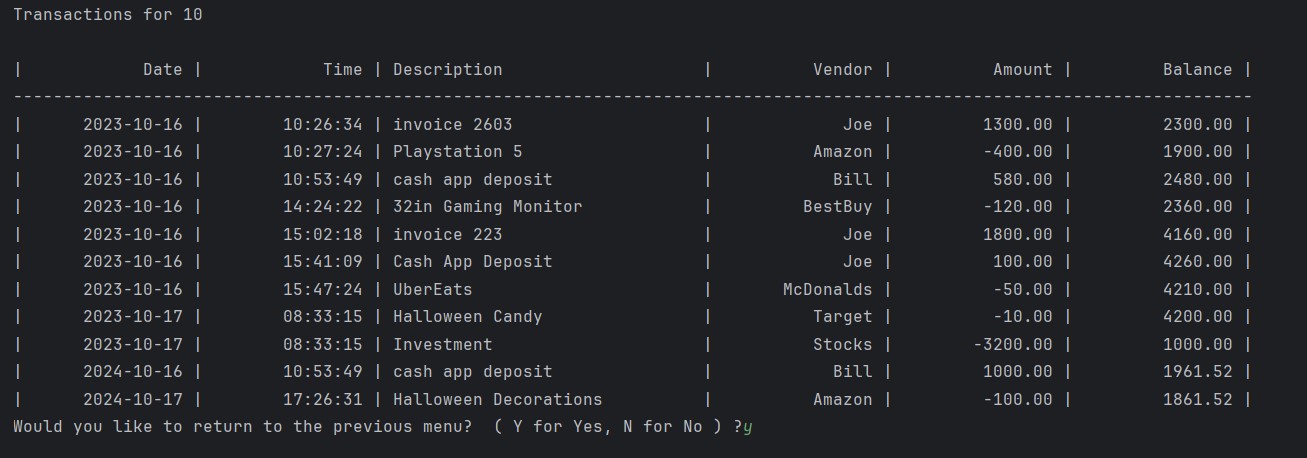 Transactions for 10
|            Date |            Time | Description                    |          Vendor |          Amount |         Balance |
----------------------------------------------------------------------------------------------------------------------------
|      2023-10-16 |        10:26:34 | invoice 2603                   |             Joe |         1300.00 |         2300.00 |
|      2023-10-16 |        10:27:24 | Playstation 5                  |          Amazon |         -400.00 |         1900.00 |
|      2023-10-16 |        10:53:49 | cash app deposit               |            Bill |          580.00 |         2480.00 |
|      2023-10-16 |        14:24:22 | 32in Gaming Monitor            |         BestBuy |         -120.00 |         2360.00 |
|      2023-10-16 |        15:02:18 | invoice 223                    |             Joe |         1800.00 |         4160.00 |
|      2023-10-16 |        15:41:09 | Cash App Deposit               |             Joe |          100.00 |         4260.00 |
|      2023-10-16 |        15:47:24 | UberEats                       |       McDonalds |          -50.00 |         4210.00 |
|      2023-10-17 |        08:33:15 | Halloween Candy                |          Target |          -10.00 |         4200.00 |
|      2023-10-17 |        08:33:15 | Investment                     |          Stocks |        -3200.00 |         1000.00 |
|      2024-10-16 |        10:53:49 | cash app deposit               |            Bill |         1000.00 |         1961.52 |
|      2024-10-17 |        17:26:31 | Halloween Decorations          |          Amazon |         -100.00 |         1861.52 |
Would you like to return to the previous menu?  ( Y for Yes, N for No ) ?y